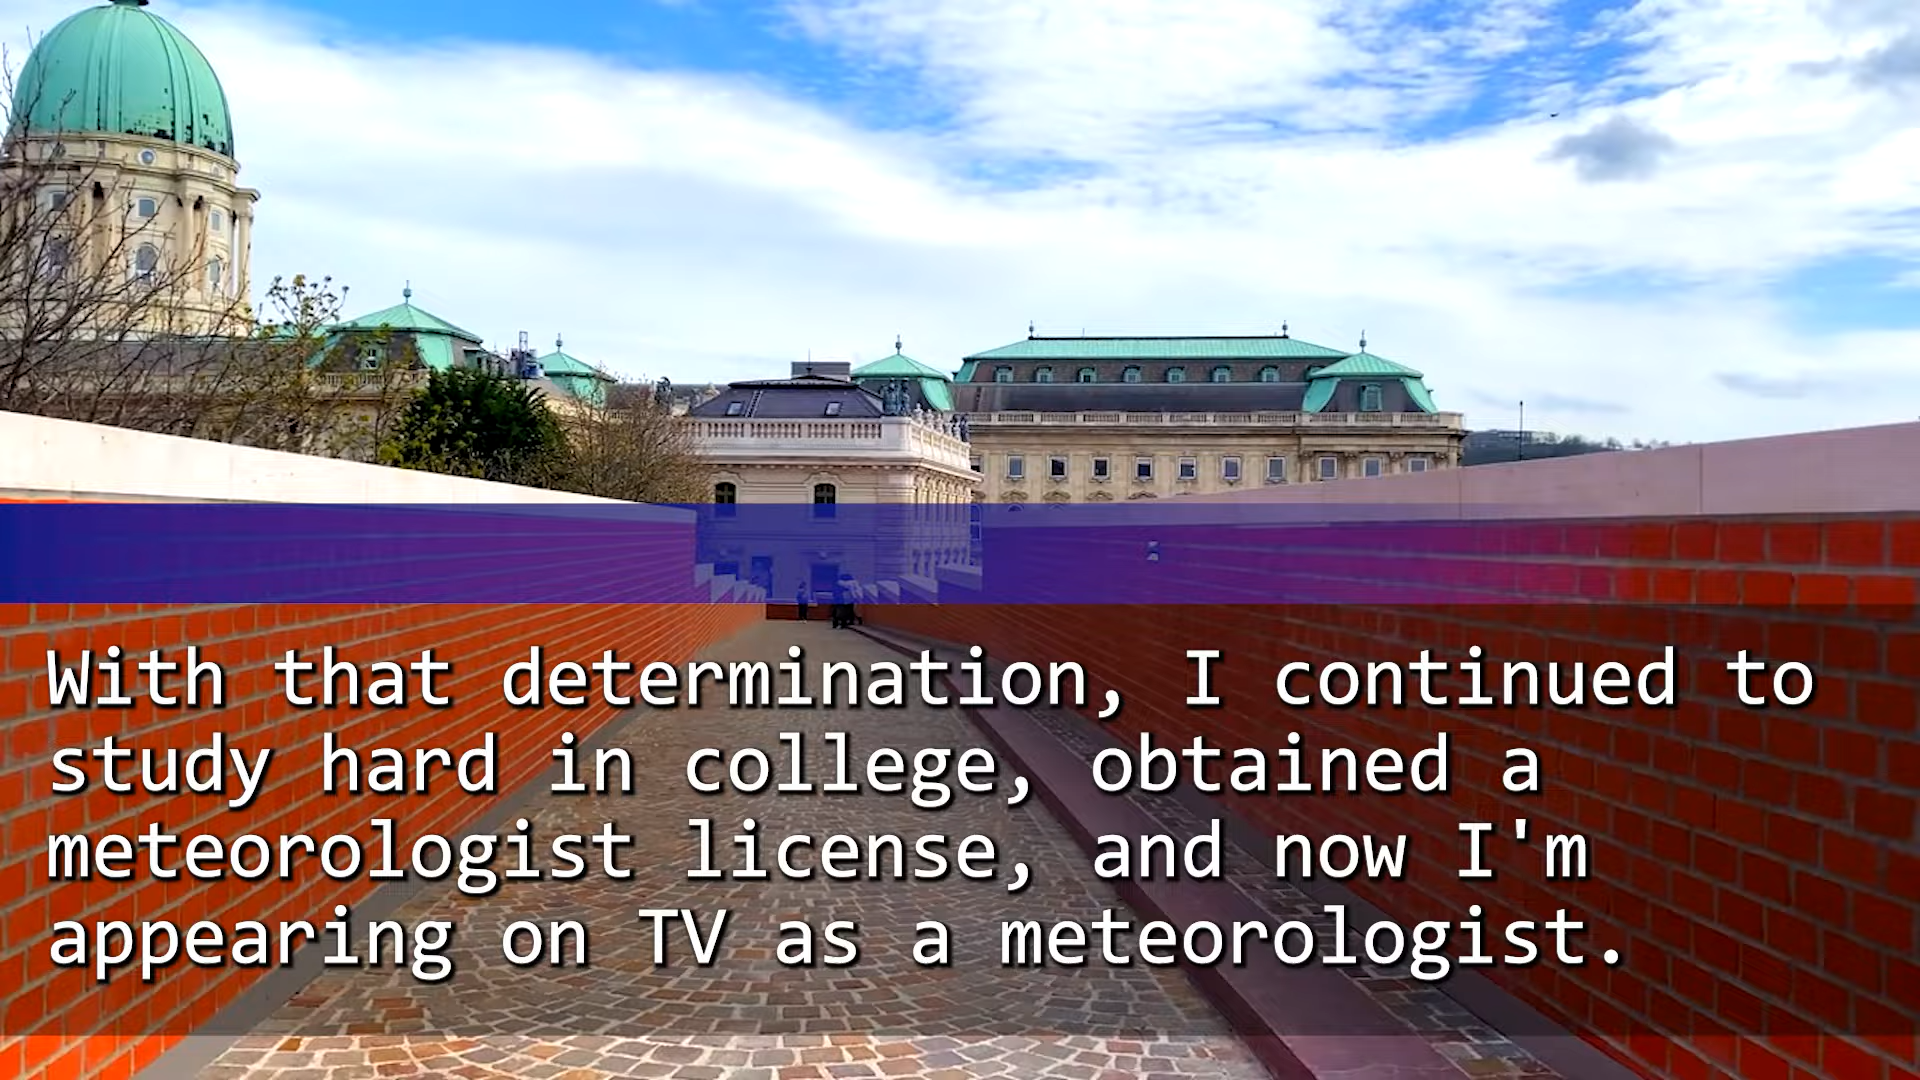 With that determination, I continued to
study hard in college, obtained a
meteorologist license, and now I'm
appearing on TV as a meteorologist.